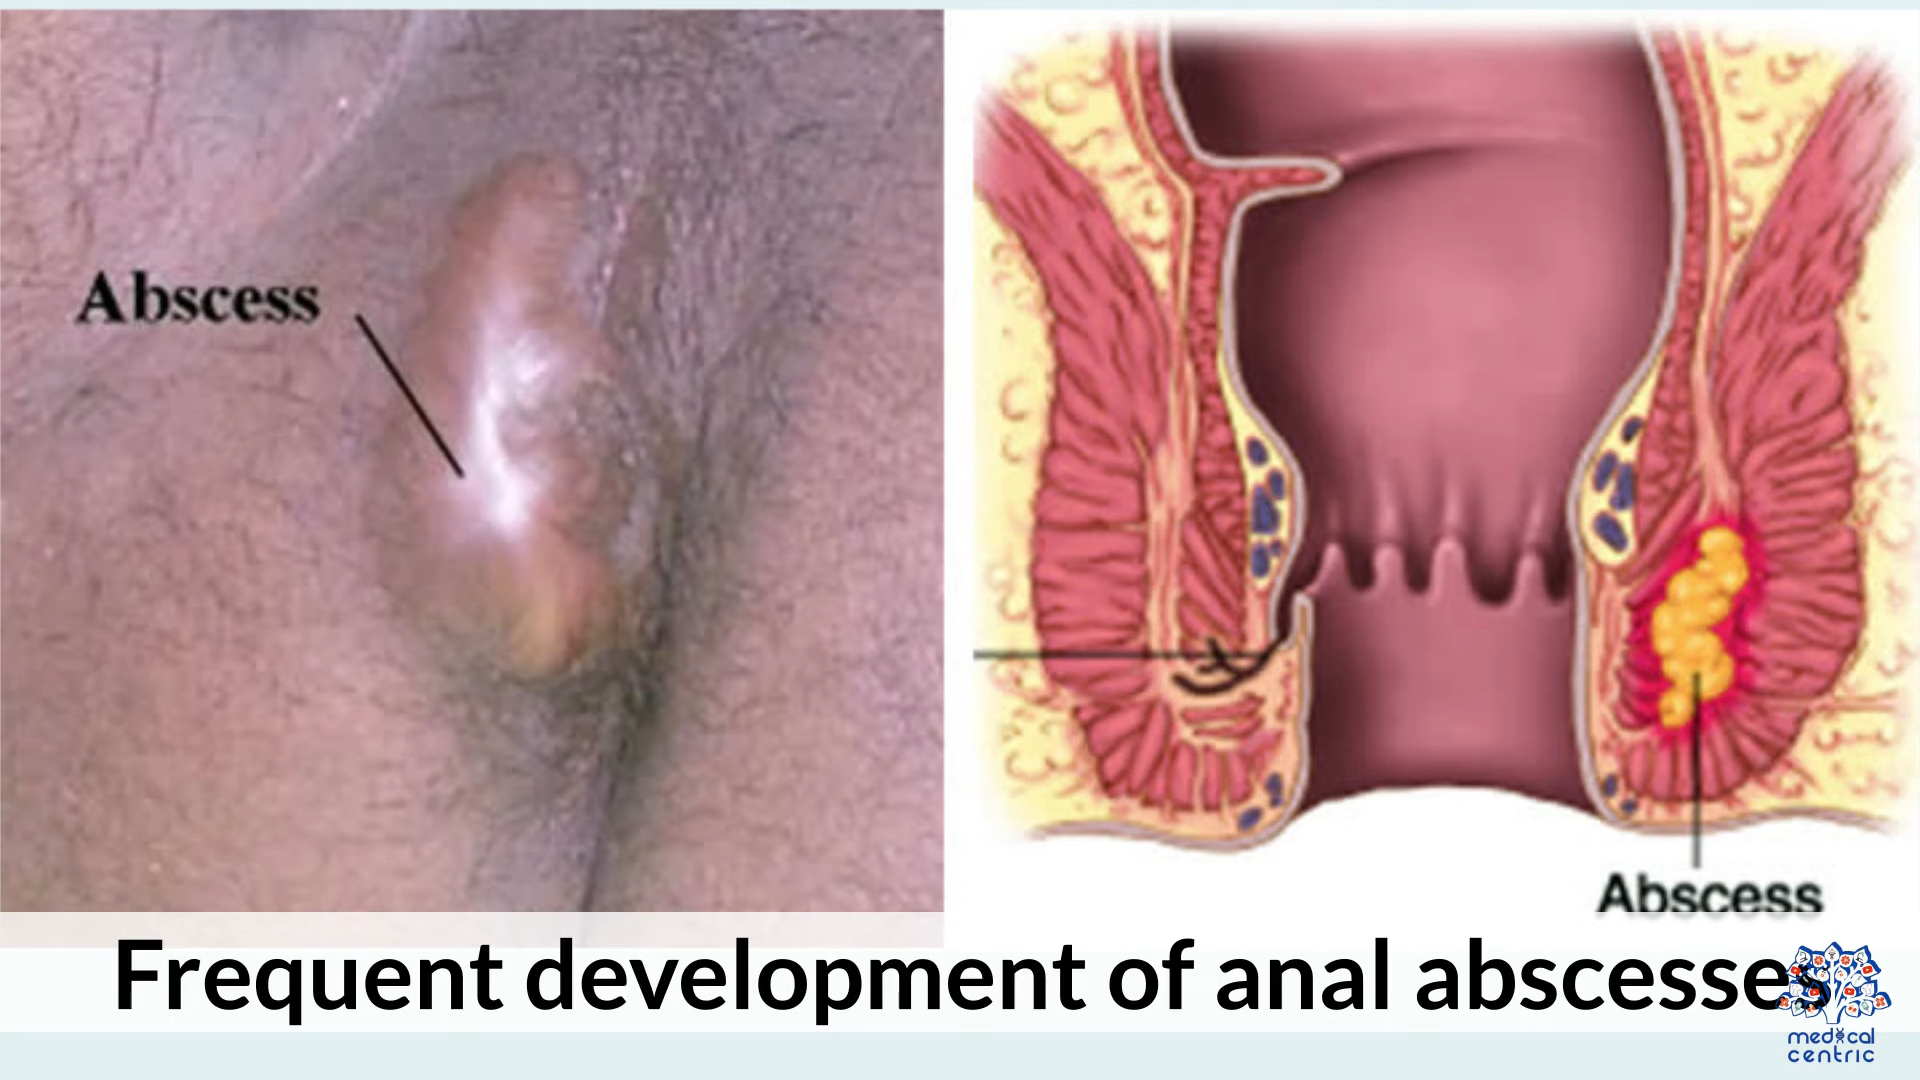 Abscess
Abscess
Frequent development of anal abscesses
medical
centric